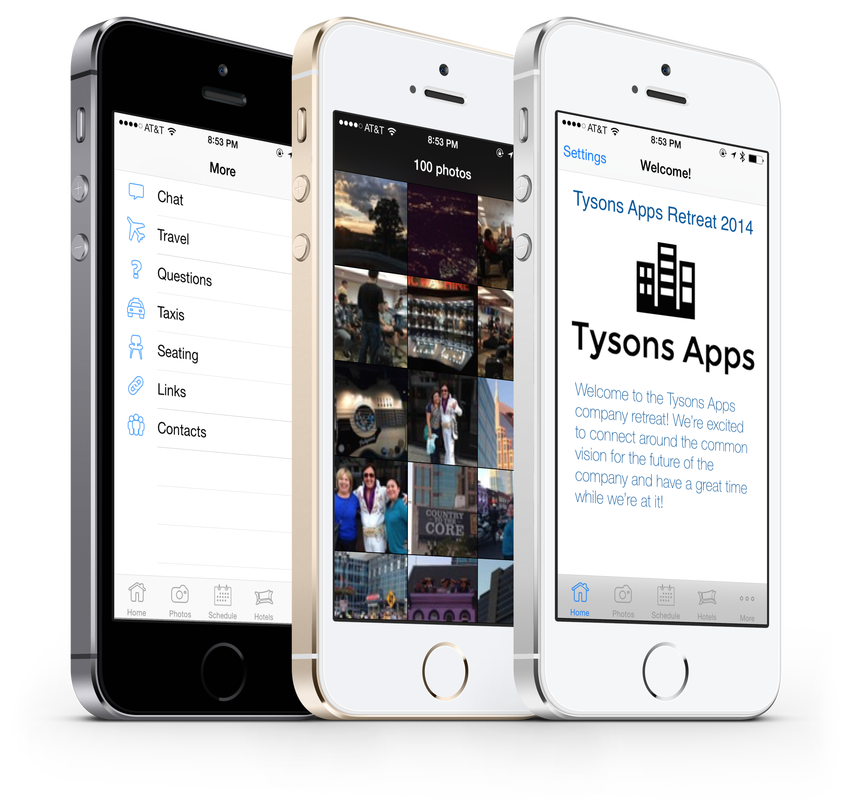 AT&T
8:53 PM
More
Chat
Travel
Questions
Taxis
Seating
Links
Contacts
Home
Photos
Schedule
Hotels
AT&T
8:53 PM
100 photos
COUNTRY
TO THE
CORE
AT&T
8:53 PM
Settings
Welcome!
Tysons Apps Retreat 2014
Tysons Apps
Welcome to the Tysons Apps
company retreat! We're excited
to connect around the common
vision for the future of the
company and have a great time
while we're at it!
Home
Photos
Schedule
Hotels
More